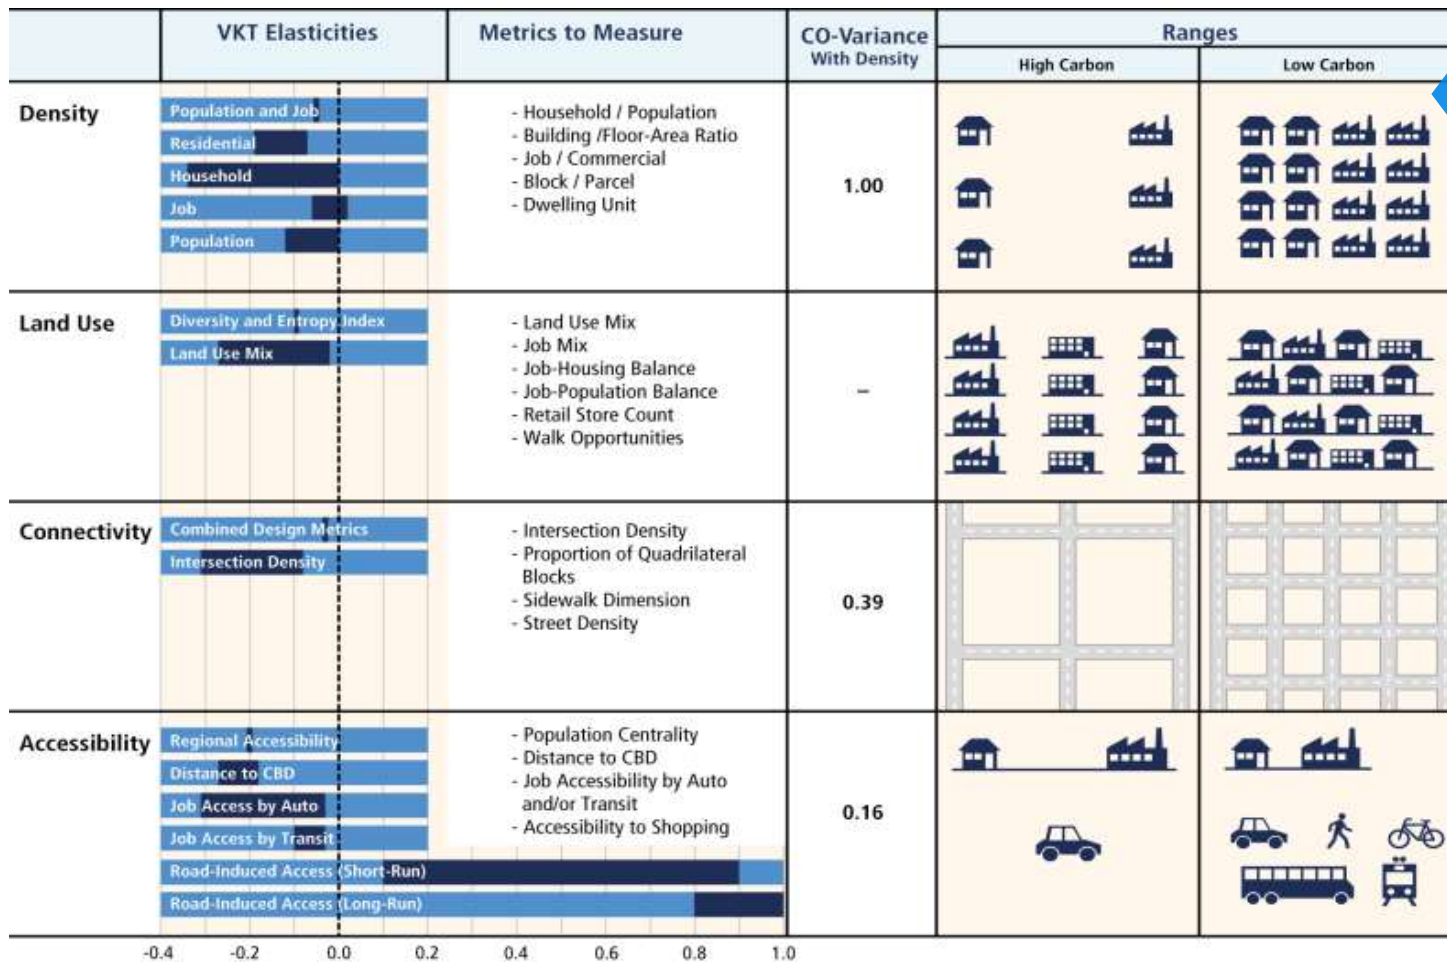 VKT Elasticities
Metrics to Measure
CO-Variance
With Density
Ranges
High Carbon
Low Carbon
Density
Population and Job
Residential
Household
Job
Population
- Household / Population
- Building /Floor-Area Ratio
- Job / Commercial
- Block / Parcel
- Dwelling Unit
1.00
Land Use
Diversity and Entropy Index
Land Use Mix
- Land Use Mix
- Job Mix
- Job-Housing Balance
- Job-Population Balance
- Retail Store Count
- Walk Opportunities
–
Connectivity
Combined Design Metrics
Intersection Density
- Intersection Density
- Proportion of Quadrilateral
Blocks
- Sidewalk Dimension
- Street Density
0.39
Accessibility
Regional Accessibility
Distance to CBD
Job Access by Auto
Job Access by Transit
Road-Induced Access (Short-Run)
Road-Induced Access (Long-Run)
- Population Centrality
- Distance to CBD
- Job Accessibility by Auto
and/or Transit
- Accessibility to Shopping
0.16
-0.4 -0.2 0.0 0.2 0.4 0.6 0.8 1.0